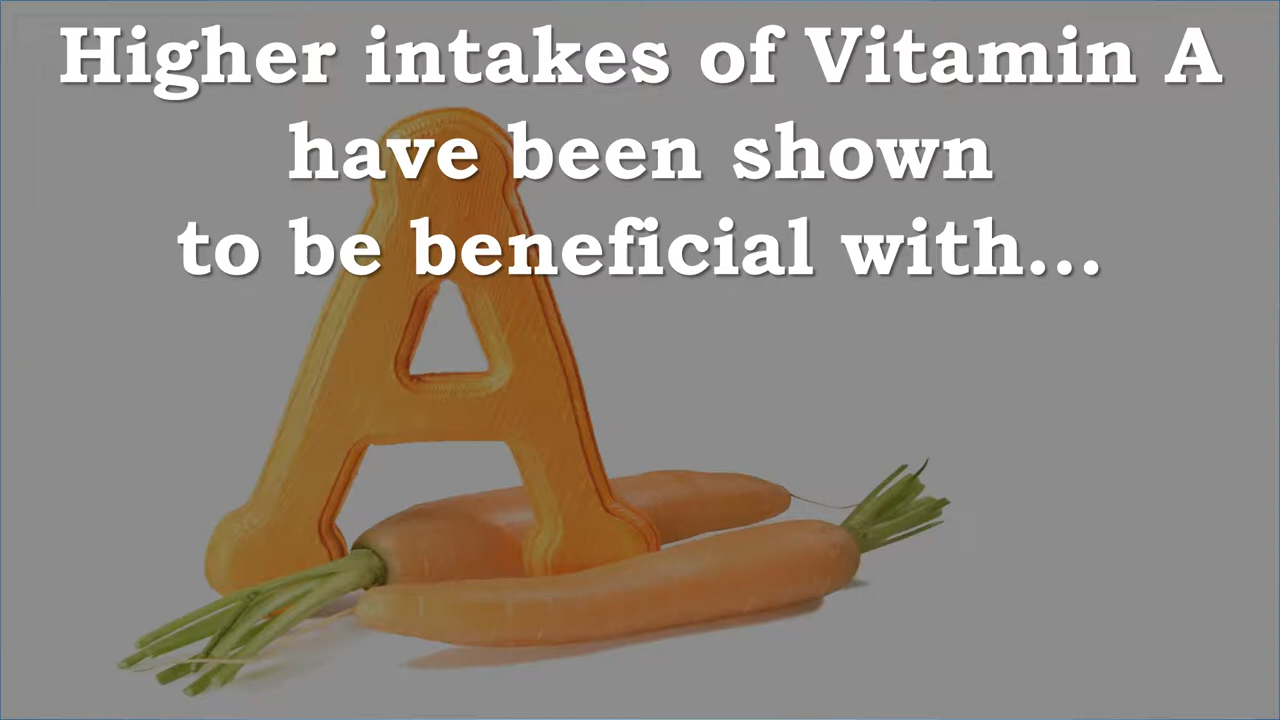 Higher intakes of Vitamin A
have been shown
to be beneficial with...
A